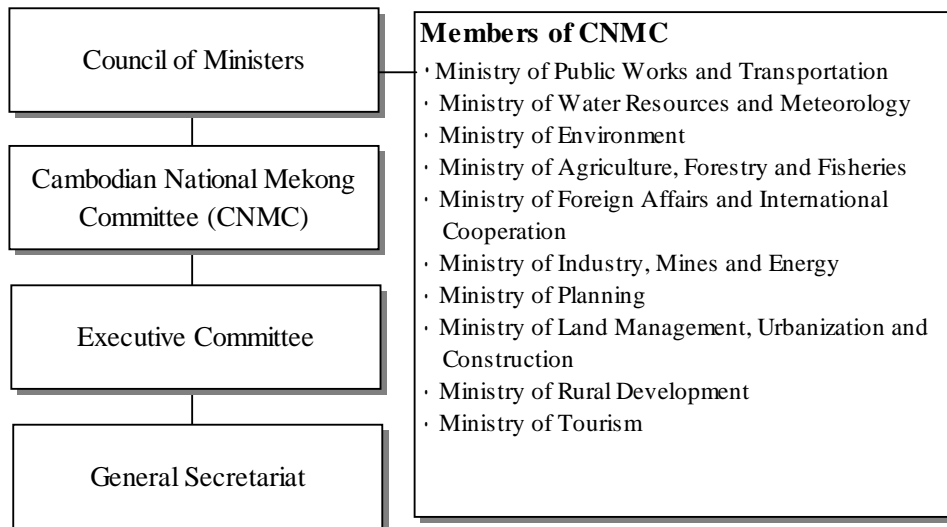 Council of Ministers
Cambodian National Mekong
Committee (CNMC)
Executive Committee
General Secretariat
Members of CNMC
· Ministry of Public Works and Transportation
· Ministry of Water Resources and Meteorology
· Ministry of Environment
· Ministry of Agriculture, Forestry and Fisheries
· Ministry of Foreign Affairs and International
Cooperation
· Ministry of Industry, Mines and Energy
· Ministry of Planning
· Ministry of Land Management, Urbanization and
Construction
· Ministry of Rural Development
· Ministry of Tourism